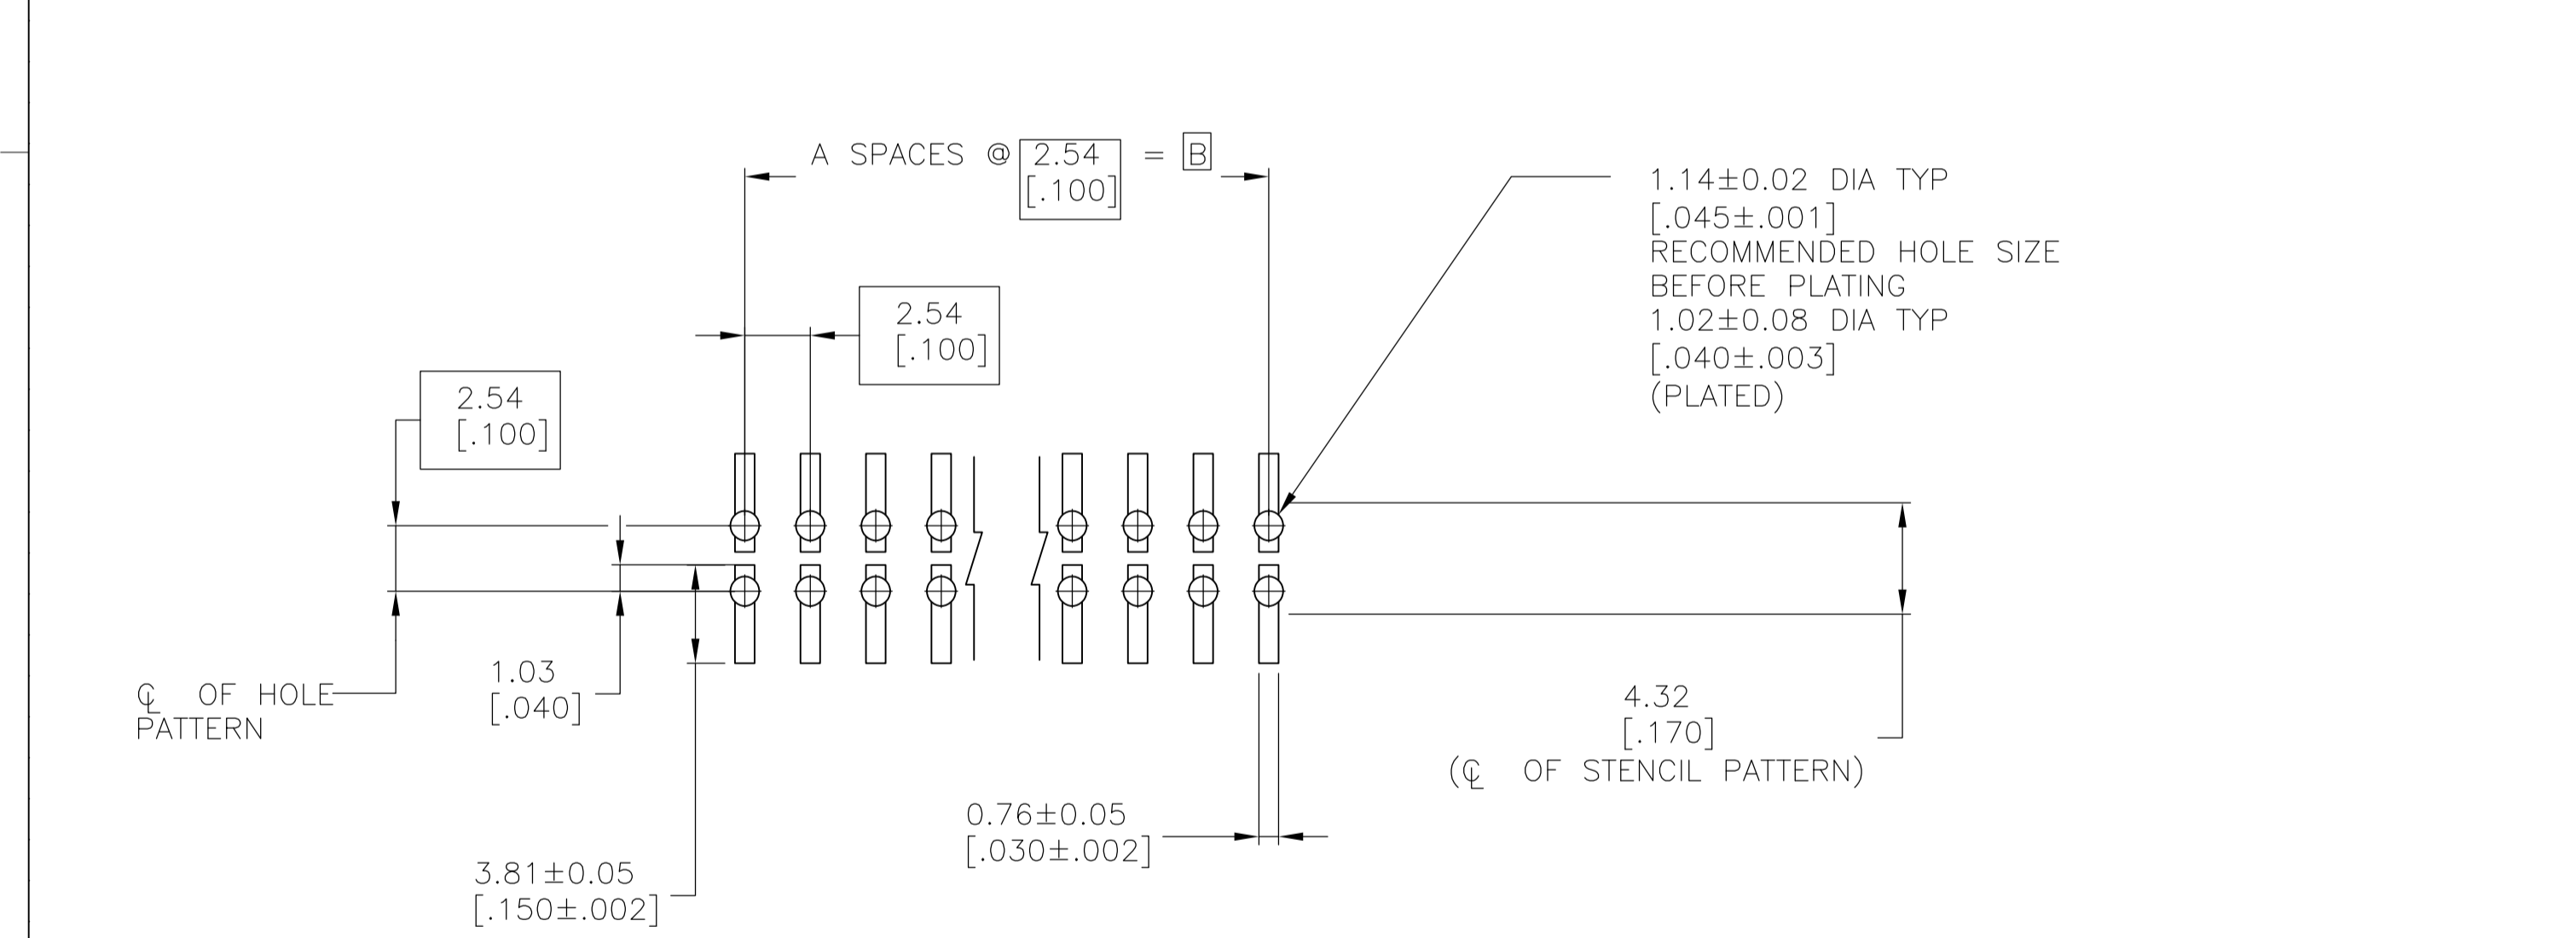 A SPACES @ 2.54 = B
[.100]
1.14±0.02 DIA TYP
[.045±.001]
RECOMMENDED HOLE SIZE
BEFORE PLATING
1.02±0.08 DIA TYP
[.040±.003]
(PLATED)
2.54
[.100]
2.54
[.100]
℄ OF HOLE
PATTERN
1.03
[.040]
4.32
[.170]
(℄ OF STENCIL PATTERN)
0.76±0.05
[.030±.002]
3.81±0.05
[.150±.002]